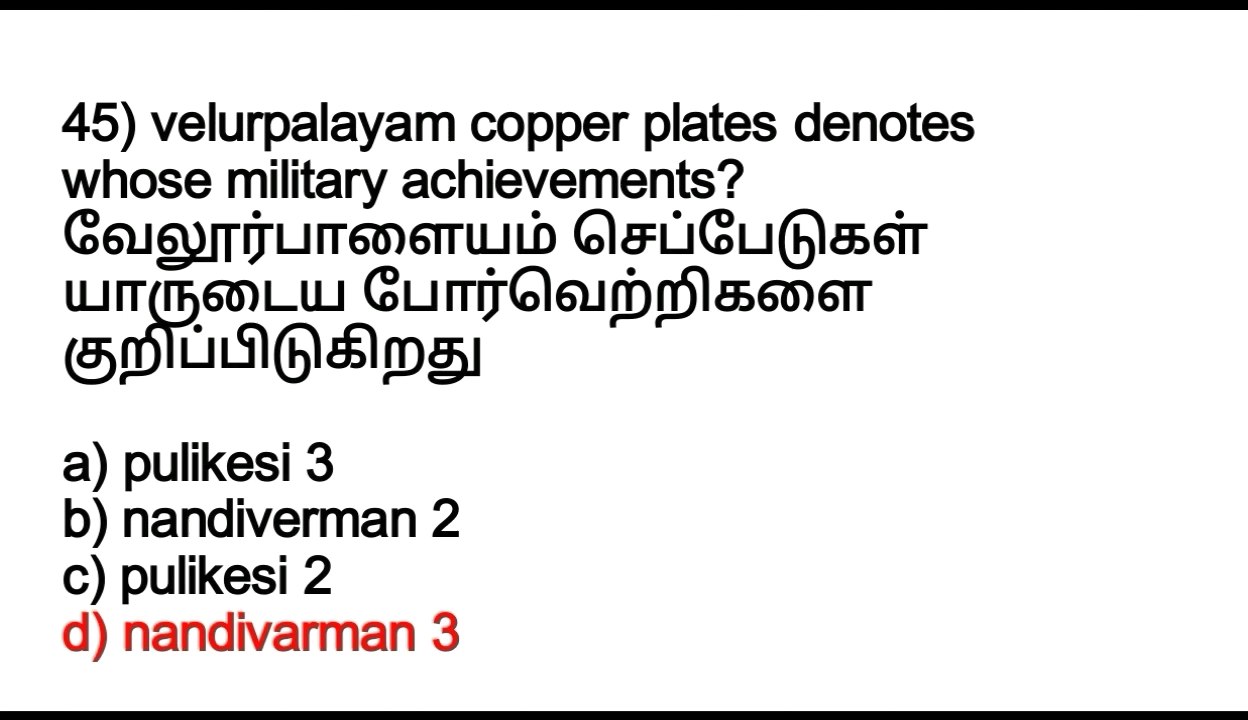 45) velurpalayam copper plates denotes
whose military achievements?
வேலூர்பாளையம் செப்பேடுகள்
யாருடைய போர்வெற்றிகளை
குறிப்பிடுகிறது
a) pulikesi 3
b) nandiverman 2
c) pulikesi 2
d) nandivarman 3